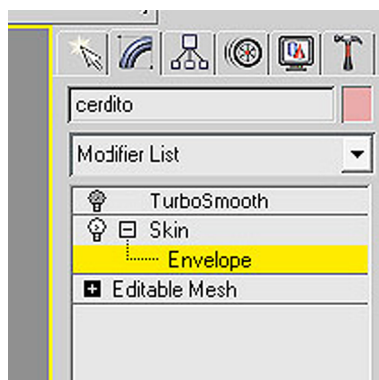 cerdito
Modifier List
TurboSmooth
Skin
Envelope
Editable Mesh